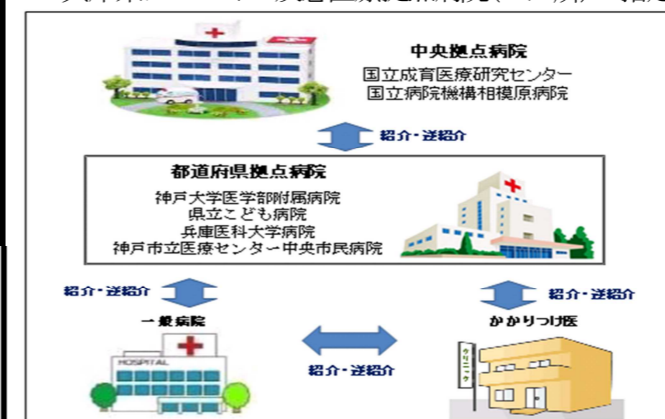 中央拠点病院
国立成育医療研究センター
国立病院機構相模原病院
紹介・逆紹介
都道府県拠点病院
神戸大学医学部附属病院
県立こども病院
兵庫医科大学病院
神戸市立医療センター中央市民病院
紹介・逆紹介
紹介・逆紹介
一般病院
かかりつけ医
HOSPITAL
紹介・逆紹介
クリニック